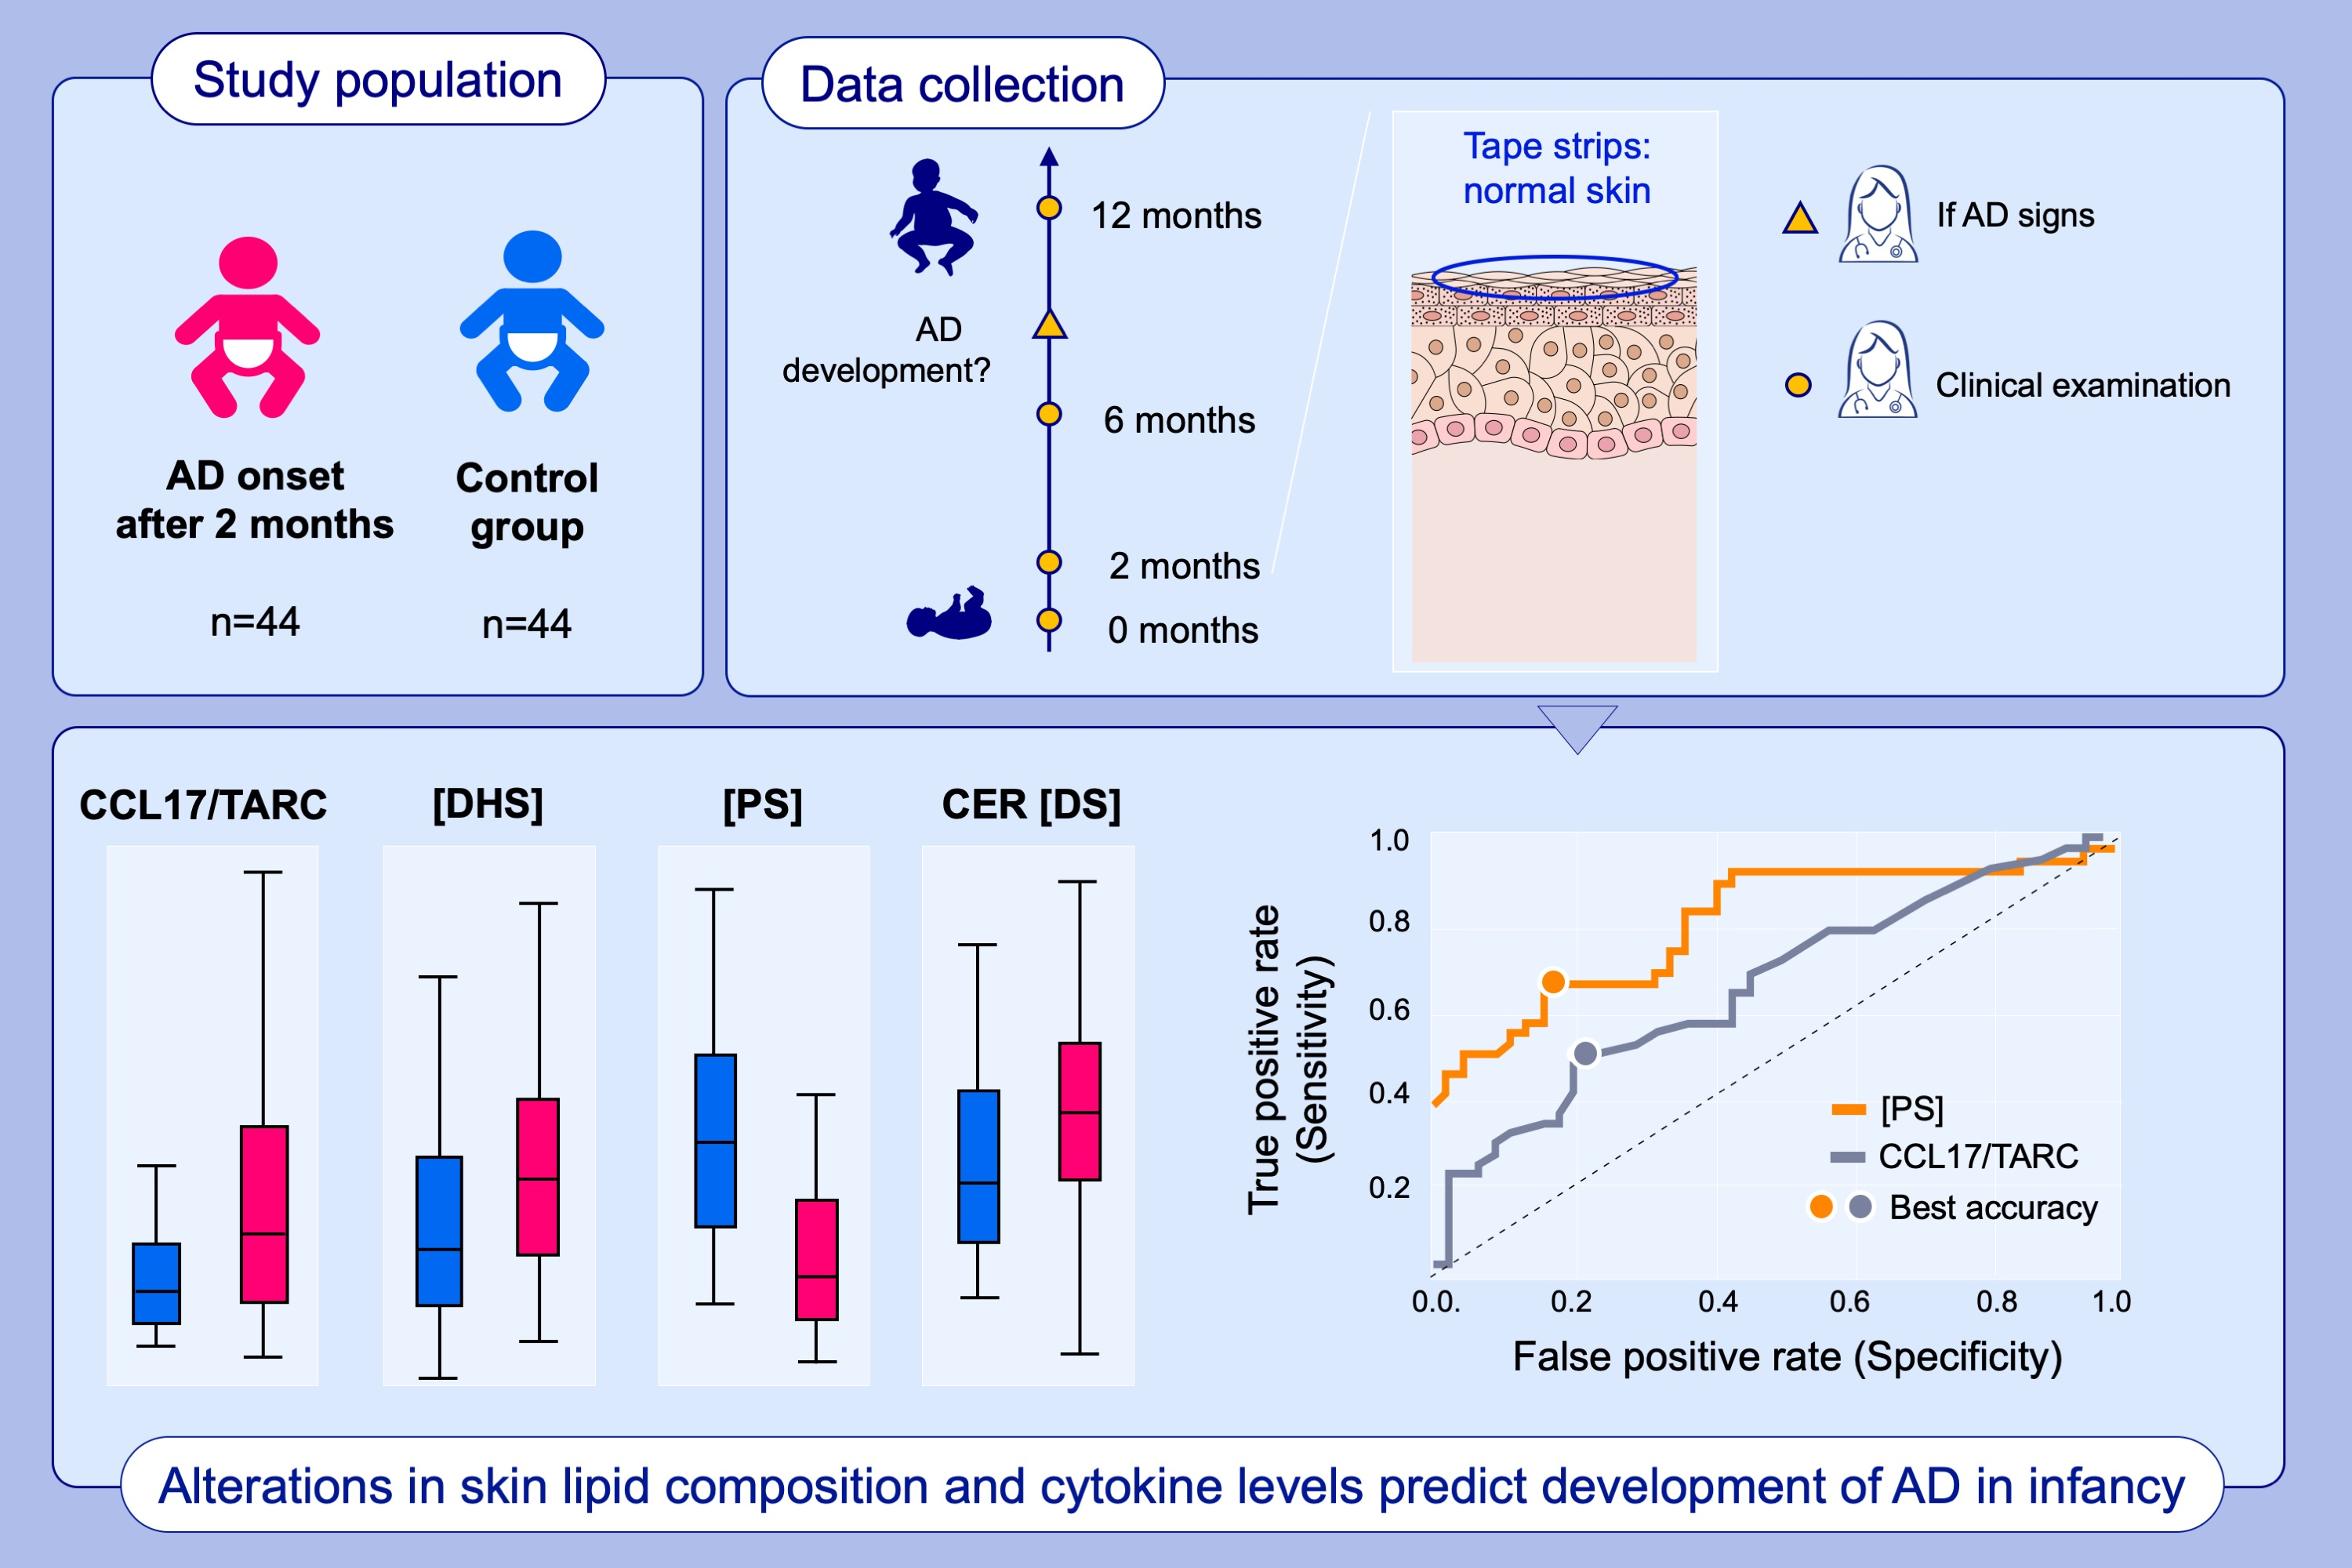 Study population
AD onset
after 2 months
n=44
Control
group
n=44
Data collection
12 months
AD
development?
6 months
2 months
0 months
Tape strips:
normal skin
If AD signs
Clinical examination
CCL17/TARC
[DHS]
[PS]
CER [DS]
True positive rate
(Sensitivity)
1.0
0.8
0.6
0.4
0.2
[PS]
CCL17/TARC
Best accuracy
0.0.
0.2
0.4
0.6
0.8
1.0
False positive rate (Specificity)
Alterations in skin lipid composition and cytokine levels predict development of AD in infancy